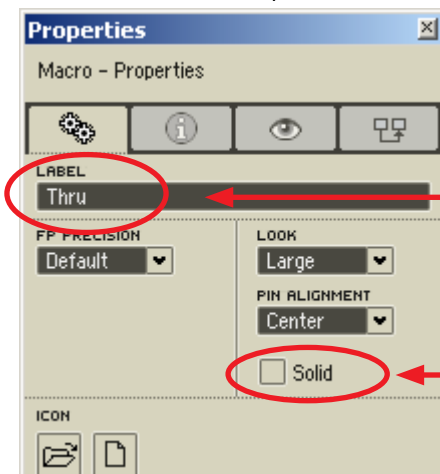 Properties
Macro – Properties
LABEL
Thru
FP PRECISION
Default
LOOK
Large
PIN ALIGNMENT
Center
Solid
ICON